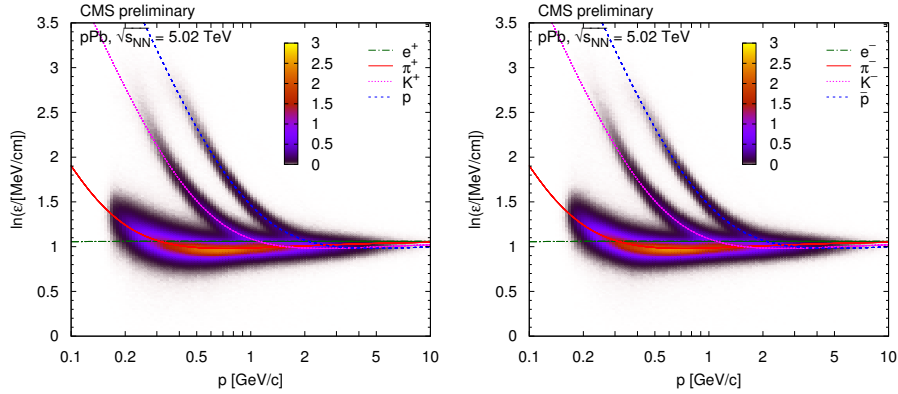 CMS preliminary
pPb, √sNN = 5.02 TeV
e+
π+
K+
p
3
2.5
2
1.5
1
0.5
0
3.5
3
2.5
2
1.5
1
0.5
0
ln(ε/[MeV/cm])
0.1 0.2 0.5 1 2 5 10
p [GeV/c]
CMS preliminary
pPb, √sNN = 5.02 TeV
e−
π−
K−
p̄
3
2.5
2
1.5
1
0.5
0
3.5
3
2.5
2
1.5
1
0.5
0
ln(ε/[MeV/cm])
0.1 0.2 0.5 1 2 5 10
p [GeV/c]